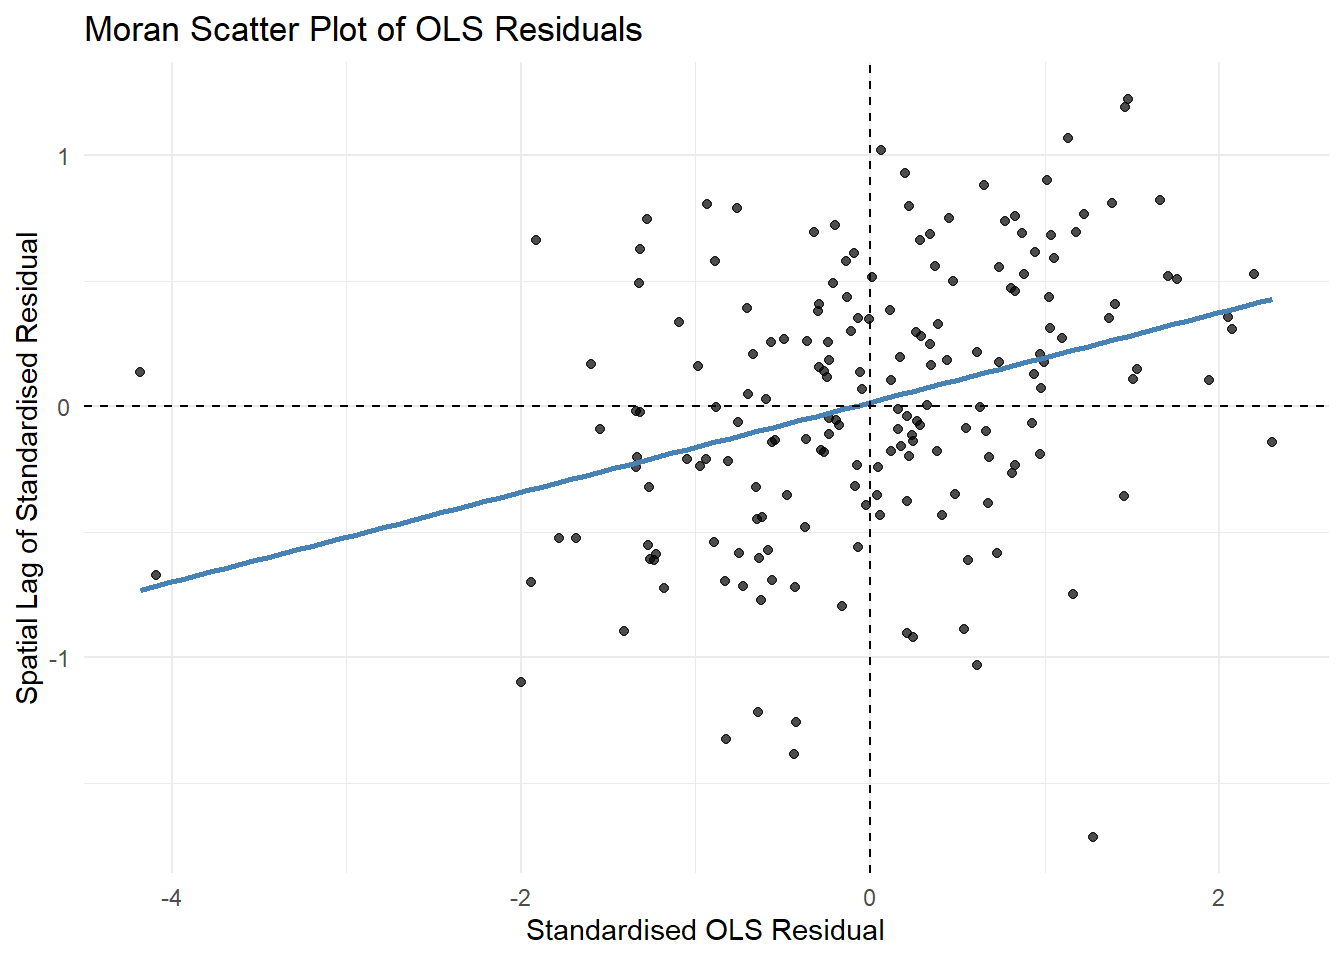 Moran Scatter Plot of OLS Residuals
Spatial Lag of Standardised Residual
1
0
-1
-4
-2
0
2
Standardised OLS Residual